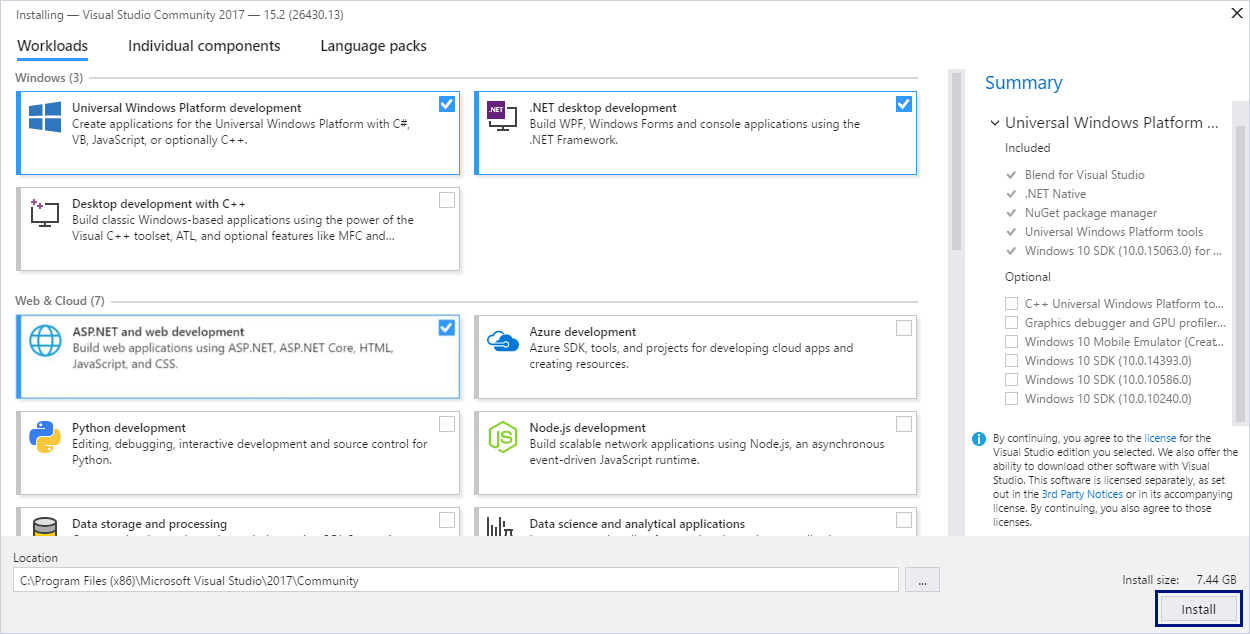 Installing — Visual Studio Community 2017 — 15.2 (26430.13)
Workloads
Individual components
Language packs
Windows (3)
Universal Windows Platform development
Create applications for the Universal Windows Platform with C#,
VB, JavaScript, or optionally C++.
.NET
.NET desktop development
Build WPF, Windows Forms and console applications using the
.NET Framework.
Desktop development with C++
Build classic Windows-based applications using the power of the
Visual C++ toolset, ATL, and optional features like MFC and...
Web & Cloud (7)
ASP.NET and web development
Build web applications using ASP.NET, ASP.NET Core, HTML,
JavaScript, and CSS.
Azure development
Azure SDK, tools, and projects for developing cloud apps and
creating resources.
Python development
Editing, debugging, interactive development and source control for
Python.
JS
Node.js development
Build scalable network applications using Node.js, an asynchronous
event-driven JavaScript runtime.
Data storage and processing
Data science and analytical applications
Summary
Universal Windows Platform ...
Included
Blend for Visual Studio
.NET Native
NuGet package manager
Universal Windows Platform tools
Windows 10 SDK (10.0.15063.0) for ...
Optional
C++ Universal Windows Platform to...
Graphics debugger and GPU profiler...
Windows 10 Mobile Emulator (Creat...
Windows 10 SDK (10.0.14393.0)
Windows 10 SDK (10.0.10586.0)
Windows 10 SDK (10.0.10240.0)
By continuing, you agree to the license for the
Visual Studio edition you selected. We also offer the
ability to download other software with Visual
Studio. This software is licensed separately, as set
out in the 3rd Party Notices or in its accompanying
license. By continuing, you also agree to those
licenses.
Location
C:\Program Files (x86)\Microsoft Visual Studio\2017\Community
...
Install size: 7.44 GB
Install